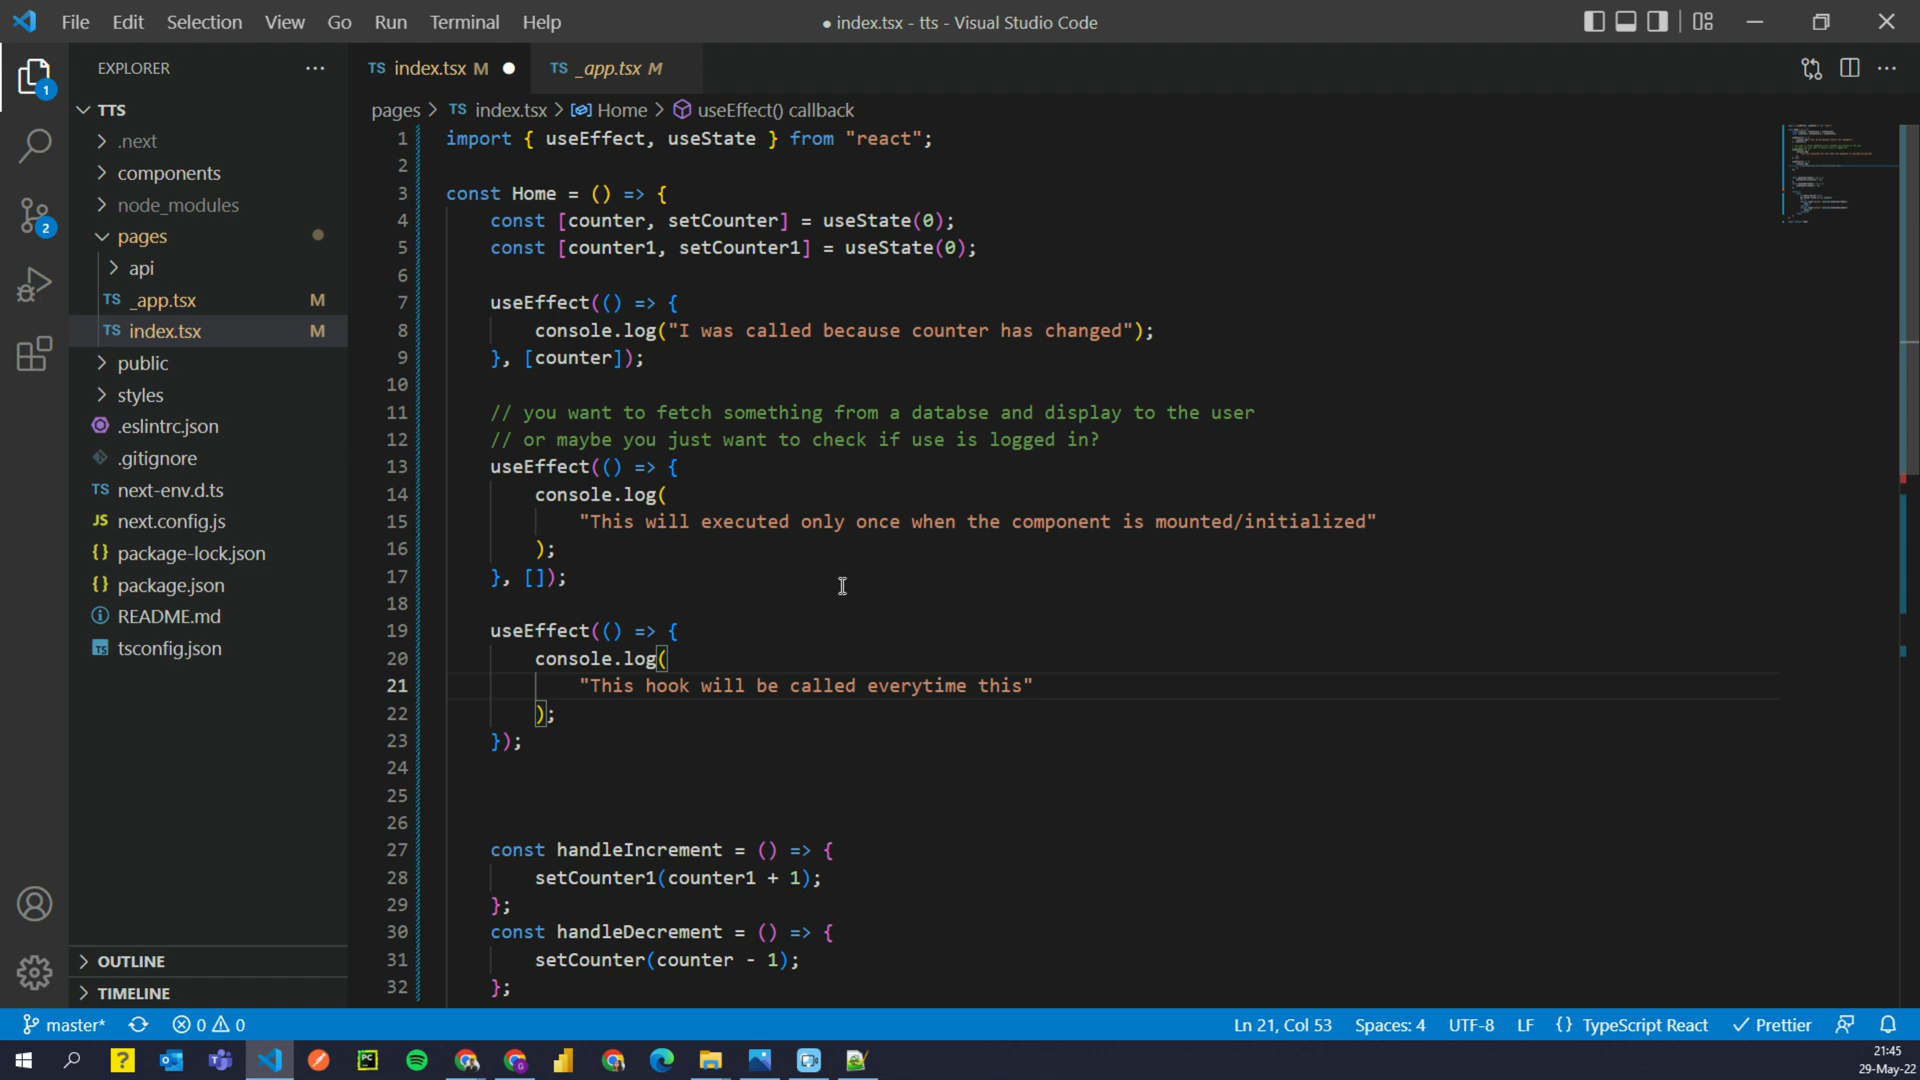 File Edit Selection View Go Run Terminal Help
● index.tsx - tts - Visual Studio Code
EXPLORER
TS index.tsx M
TS _app.tsx M
pages > TS index.tsx > Home > useEffect() callback
TTS
.next
components
node_modules
pages
api
TS _app.tsx M
TS index.tsx M
public
styles
.eslintrc.json
.gitignore
TS next-env.d.ts
JS next.config.js
{} package-lock.json
{} package.json
README.md
TS tsconfig.json
OUTLINE
TIMELINE
1
2
1 import { useEffect, useState } from "react";
2
3 const Home = () => {
4 const [counter, setCounter] = useState(0);
5 const [counter1, setCounter1] = useState(0);
6
7 useEffect(() => {
8 console.log("I was called because counter has changed");
9 }, [counter]);
10
11 // you want to fetch something from a databse and display to the user
12 // or maybe you just want to check if use is logged in?
13 useEffect(() => {
14 console.log(
15 "This will executed only once when the component is mounted/initialized"
16 );
17 }, []);
18
19 useEffect(() => {
20 console.log(
21 "This hook will be called everytime this"
22 );
23 });
24
25
26
27 const handleIncrement = () => {
28 setCounter1(counter1 + 1);
29 };
30 const handleDecrement = () => {
31 setCounter(counter - 1);
32 };
master* 0 0
Ln 21, Col 53 Spaces: 4 UTF-8 LF {} TypeScript React Prettier
21:45
29-May-22